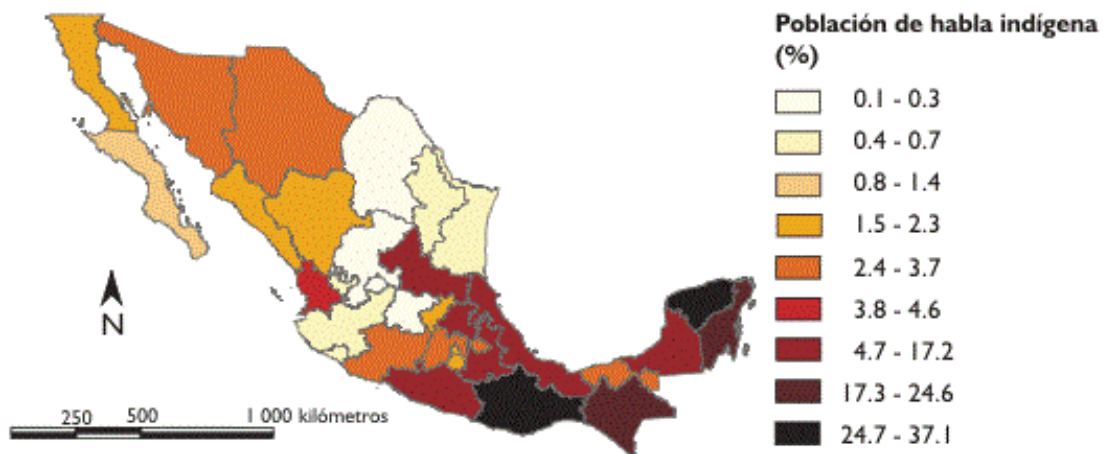 Población de habla indígena
(%)
0.1 - 0.3
0.4 - 0.7
0.8 - 1.4
1.5 - 2.3
2.4 - 3.7
3.8 - 4.6
4.7 - 17.2
17.3 - 24.6
24.7 - 37.1
N
250 500 1 000 kilómetros